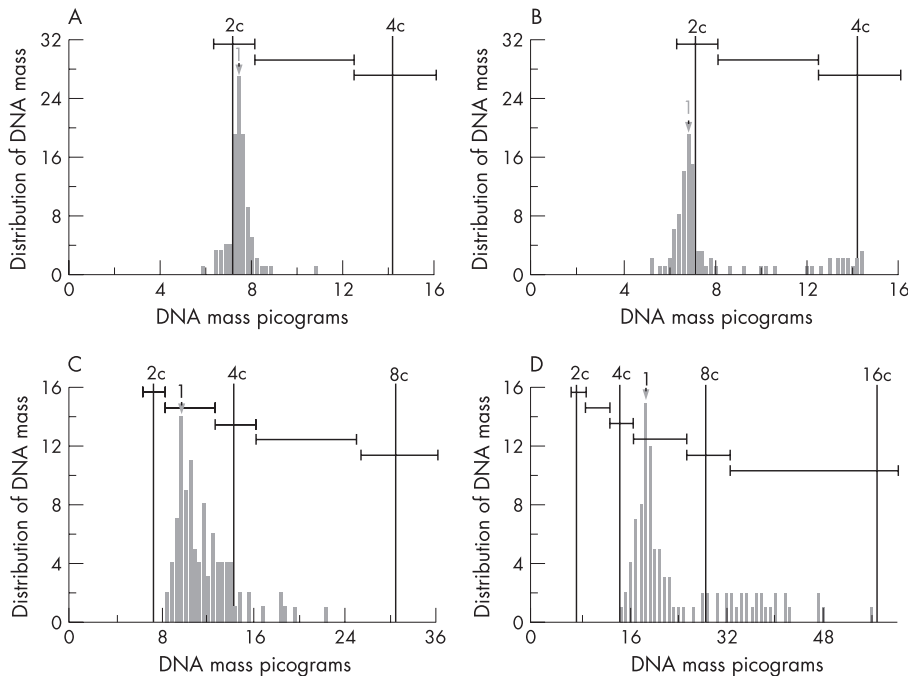 A
2c
4c
32
24
16
8
0
Distribution of DNA mass
1
0
4
8
12
16
DNA mass picograms
B
2c
4c
32
24
16
8
0
Distribution of DNA mass
1
0
4
8
12
16
DNA mass picograms
C
2c
4c
8c
16
12
8
4
0
Distribution of DNA mass
1
0
8
16
24
36
DNA mass picograms
D
2c
4c
8c
16c
16
12
8
4
0
Distribution of DNA mass
1
0
16
32
48
DNA mass picograms